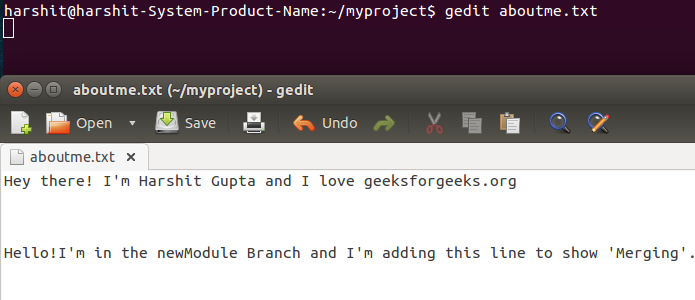 harshit@harshit-System-Product-Name:~/myproject$ gedit aboutme.txt
aboutme.txt (~/myproject) - gedit
Open Save Undo
aboutme.txt
Hey there! I'm Harshit Gupta and I love geeksforgeeks.org
Hello!I'm in the newModule Branch and I'm adding this line to show 'Merging'.